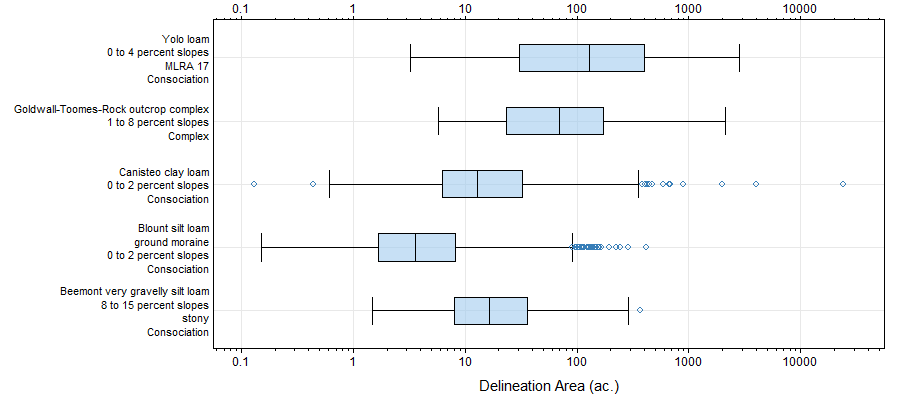 0.1 1 10 100 1000 10000
Yolo loam
0 to 4 percent slopes
MLRA 17
Consociation
Goldwall-Toomes-Rock outcrop complex
1 to 8 percent slopes
Complex
Canisteo clay loam
0 to 2 percent slopes
Consociation
Blount silt loam
ground moraine
0 to 2 percent slopes
Consociation
Beemont very gravelly silt loam
8 to 15 percent slopes
stony
Consociation
0.1 1 10 100 1000 10000
Delineation Area (ac.)